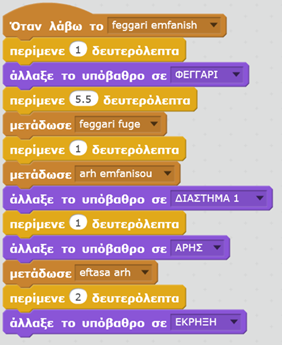 Όταν λάβω το feggari emfanish
περίμενε 1 δευτερόλεπτα
άλλαξε το υπόβαθρο σε ΦΕΓΓΑΡΙ
περίμενε 5.5 δευτερόλεπτα
μετάδωσε feggari fuge
περίμενε 1 δευτερόλεπτα
μετάδωσε arh emfanisou
άλλαξε το υπόβαθρο σε ΔΙΑΣΤΗΜΑ 1
περίμενε 1 δευτερόλεπτα
άλλαξε το υπόβαθρο σε ΑΡΗΣ
μετάδωσε eftasa arh
περίμενε 2 δευτερόλεπτα
άλλαξε το υπόβαθρο σε ΕΚΡΗΞΗ